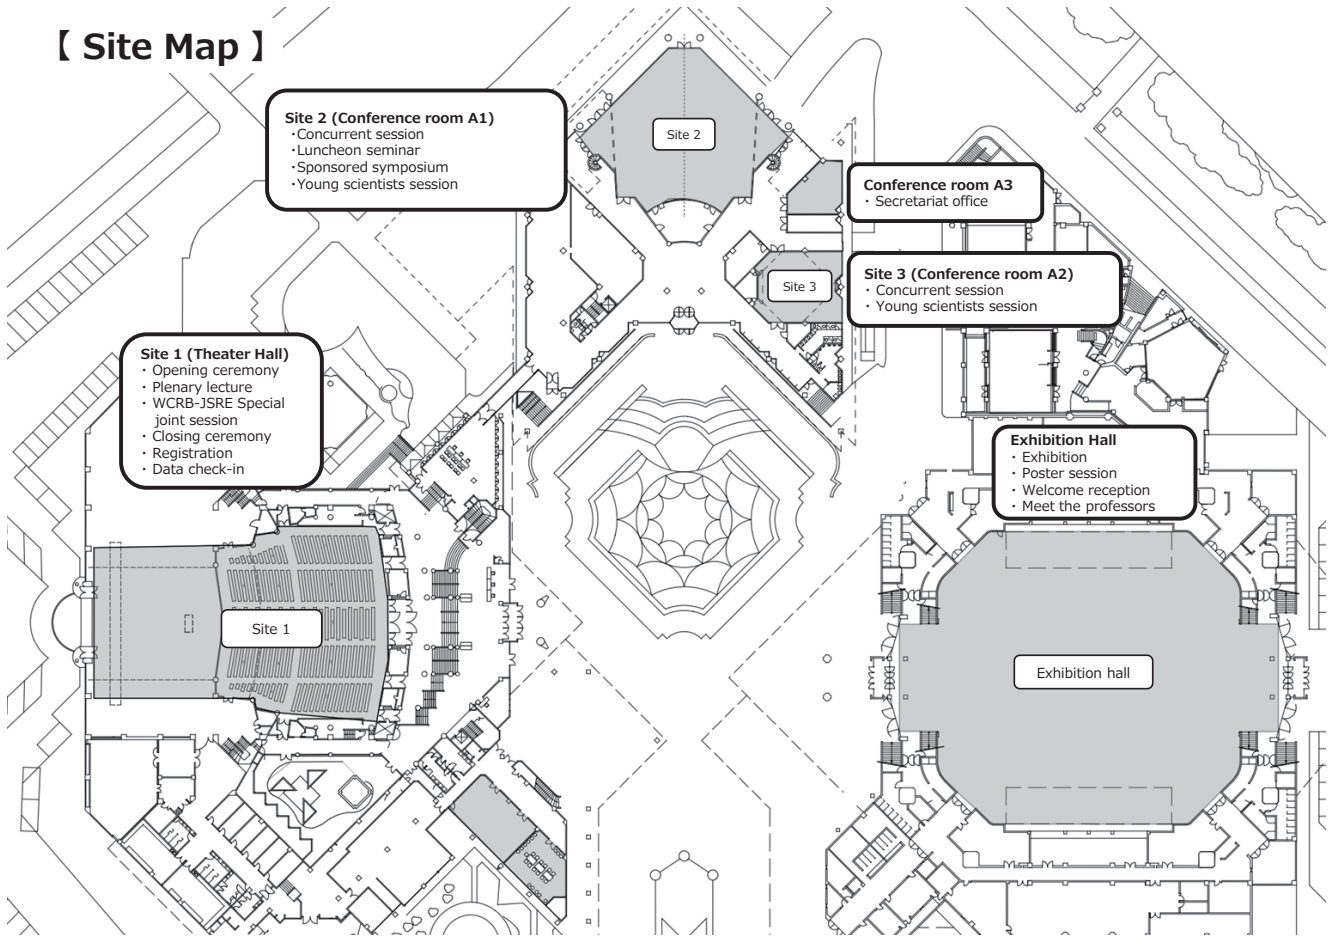 【 Site Map 】
Site 2 (Conference room A1)
・Concurrent session
・Luncheon seminar
・Sponsored symposium
・Young scientists session
Site 2
Conference room A3
・ Secretariat office
Site 3 (Conference room A2)
・ Concurrent session
・ Young scientists session
Site 3
Site 1 (Theater Hall)
・ Opening ceremony
・ Plenary lecture
・ WCRB-JSRE Special
joint session
・ Closing ceremony
・ Registration
・ Data check-in
Exhibition Hall
・ Exhibition
・ Poster session
・ Welcome reception
・ Meet the professors
Site 1
Exhibition hall